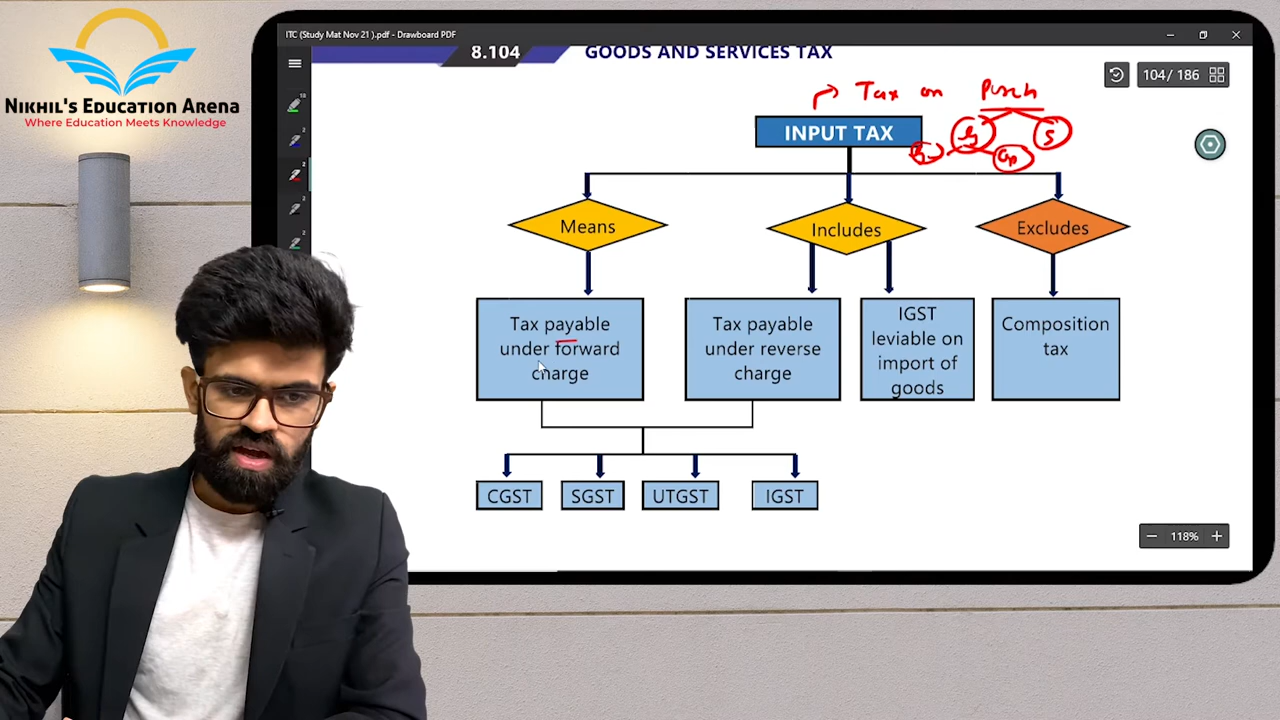 NIKHIL'S EDUCATION ARENA
Where Education Meets Knowledge
ITC (Study Mat Nov 21 ).pdf - Drawboard PDF
8.104
GOODS AND SERVICES TAX
104 / 186
Tax on Purch
INPUT TAX
S
Means
Includes
Excludes
Tax payable
under forward
charge
Tax payable
under reverse
charge
IGST
leviable on
import of
goods
Composition
tax
CGST
SGST
UTGST
IGST
118%